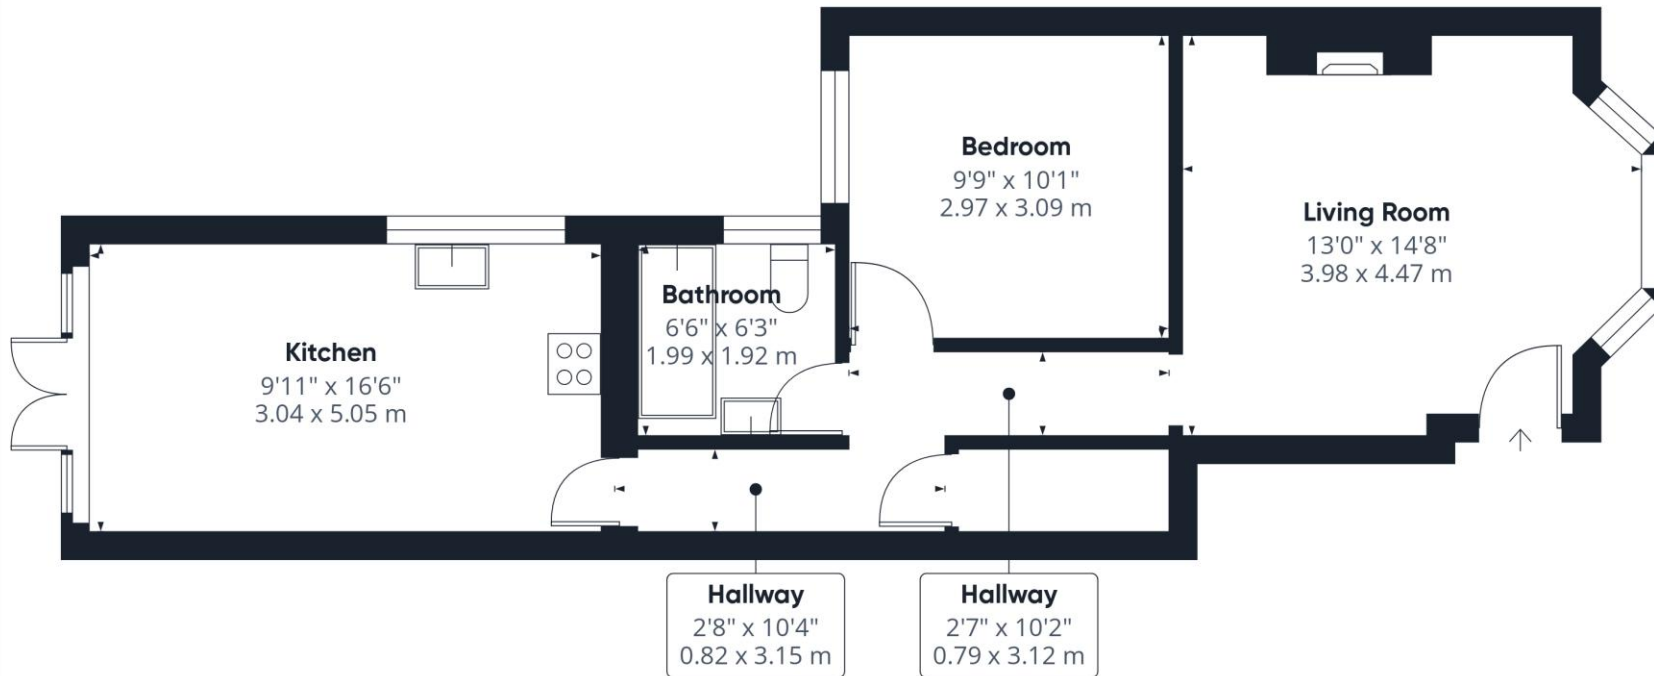 Bedroom
9'9" x 10'1"
2.97 x 3.09 m
Living Room
13'0" x 14'8"
3.98 x 4.47 m
Bathroom
6'6" x 6'3"
1.99 x 1.92 m
Kitchen
9'11" x 16'6"
3.04 x 5.05 m
Hallway
2'8" x 10'4"
0.82 x 3.15 m
Hallway
2'7" x 10'2"
0.79 x 3.12 m